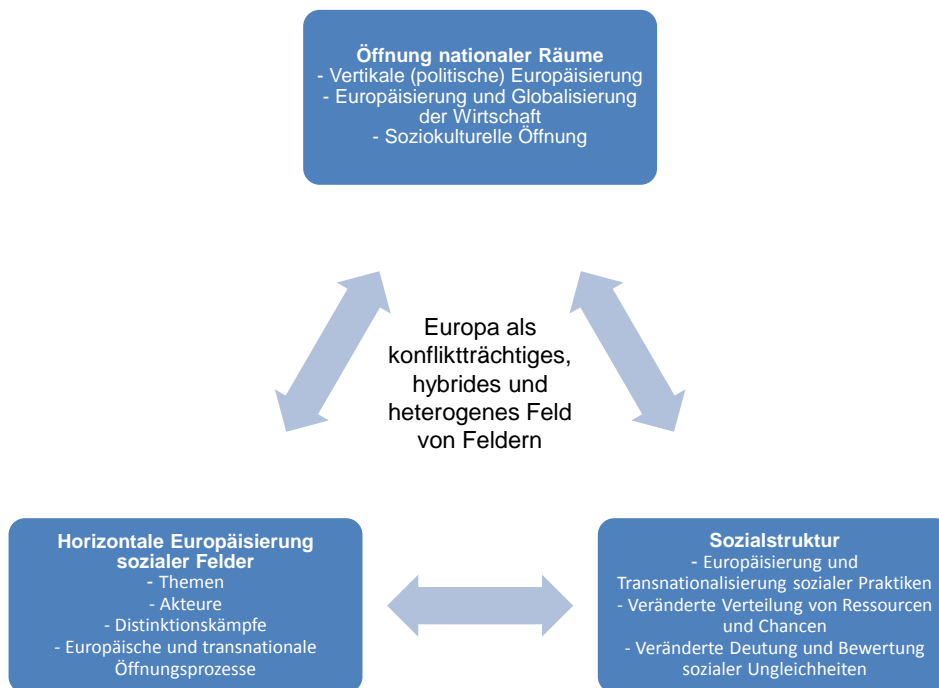 Öffnung nationaler Räume
- Vertikale (politische) Europäisierung
- Europäisierung und Globalisierung
der Wirtschaft
- Soziokulturelle Öffnung
Europa als
konfliktträchtiges,
hybrides und
heterogenes Feld
von Feldern
Horizontale Europäisierung
sozialer Felder
- Themen
- Akteure
- Distinktionskämpfe
- Europäische und transnationale
Öffnungsprozesse
Sozialstruktur
- Europäisierung und
Transnationalisierung sozialer Praktiken
- Veränderte Verteilung von Ressourcen
und Chancen
- Veränderte Deutung und Bewertung
sozialer Ungleichheiten